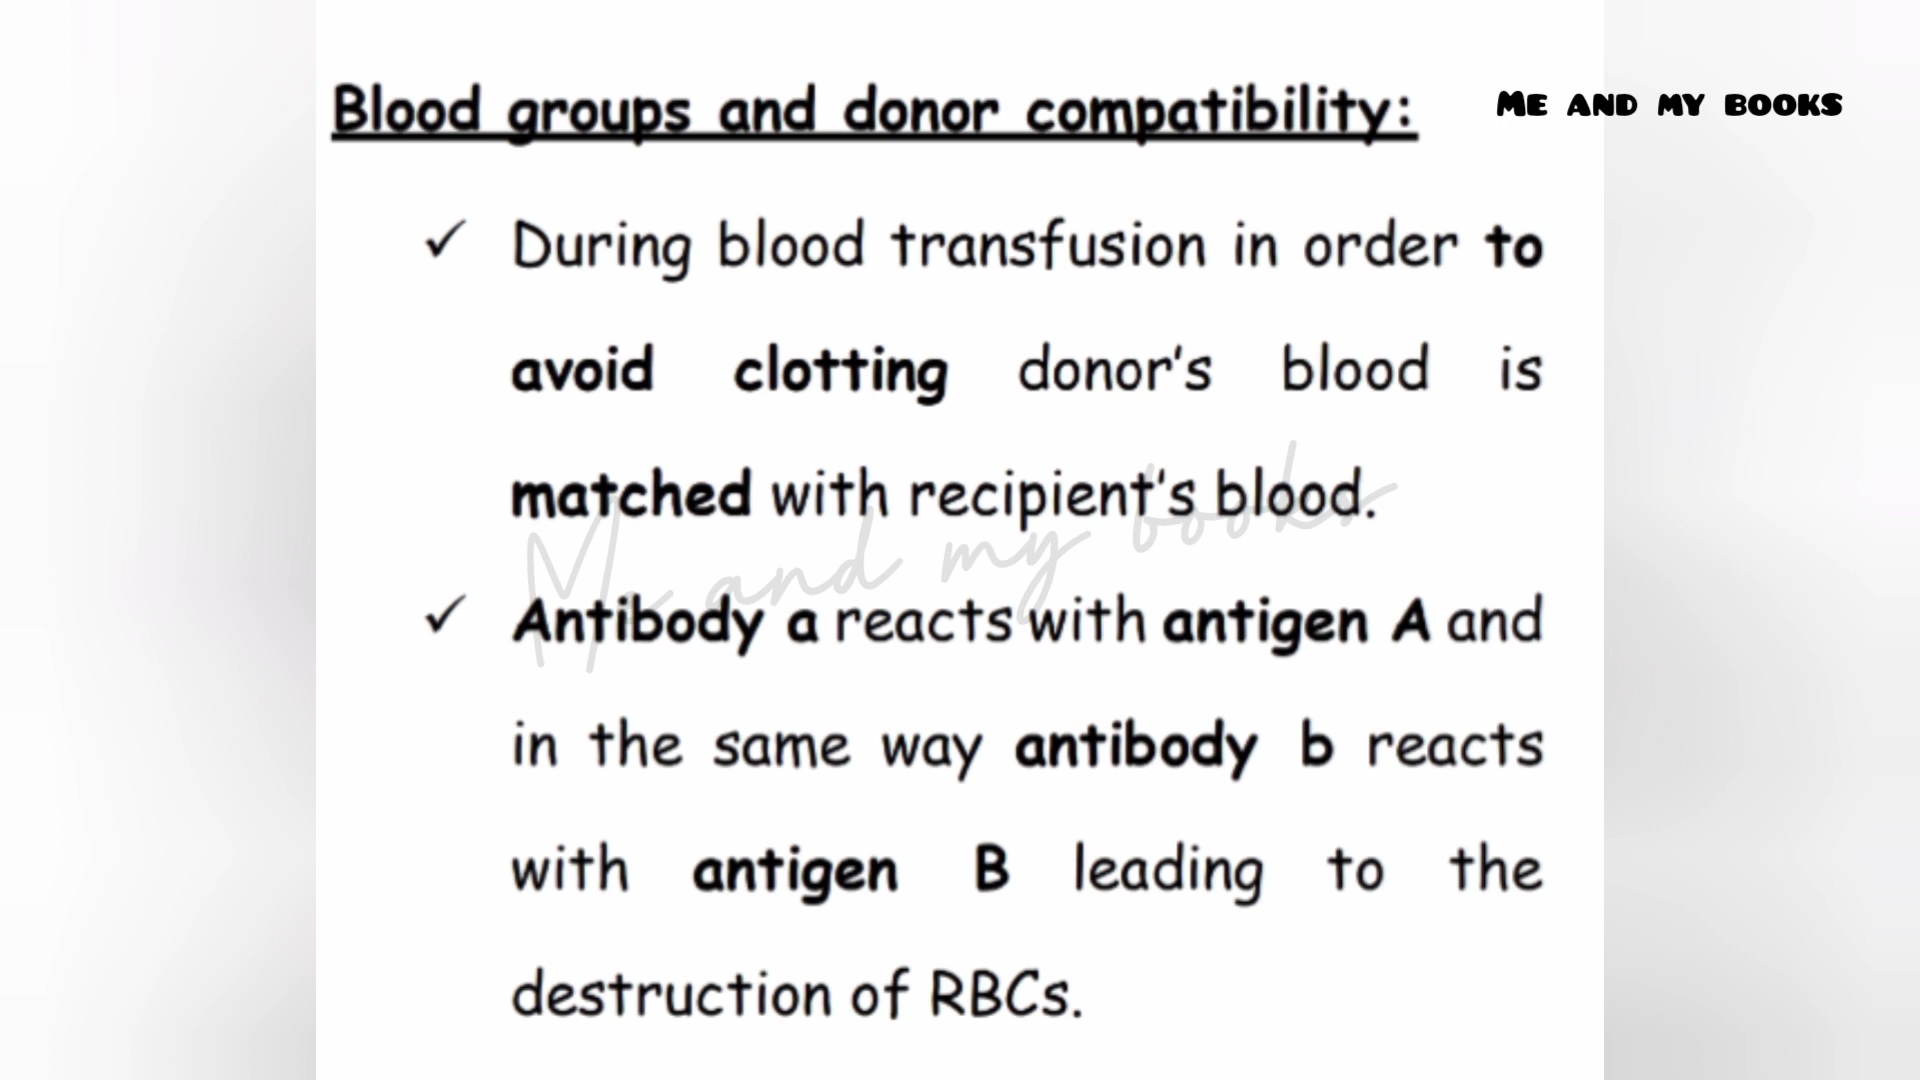 Blood groups and donor compatibility:
ME AND MY BOOKS
✓ During blood transfusion in order to
avoid clotting donor's blood is
matched with recipient's blood.
Me and my books
✓ Antibody a reacts with antigen A and
in the same way antibody b reacts
with antigen B leading to the
destruction of RBCs.